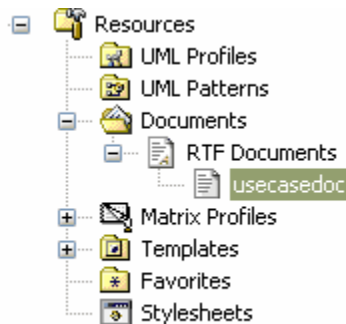 Resources
UML Profiles
UML Patterns
Documents
RTF Documents
usecasedoc
Matrix Profiles
Templates
Favorites
Stylesheets